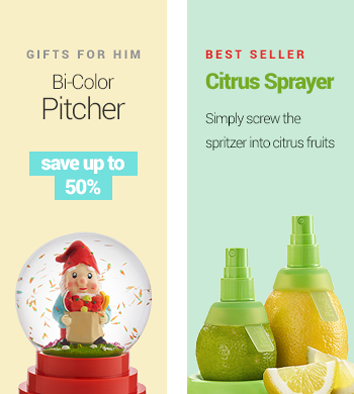 GIFTS FOR HIM
Bi-Color
Pitcher
save up to
50%
BEST SELLER
Citrus Sprayer
Simply screw the
spritzer into citrus fruits